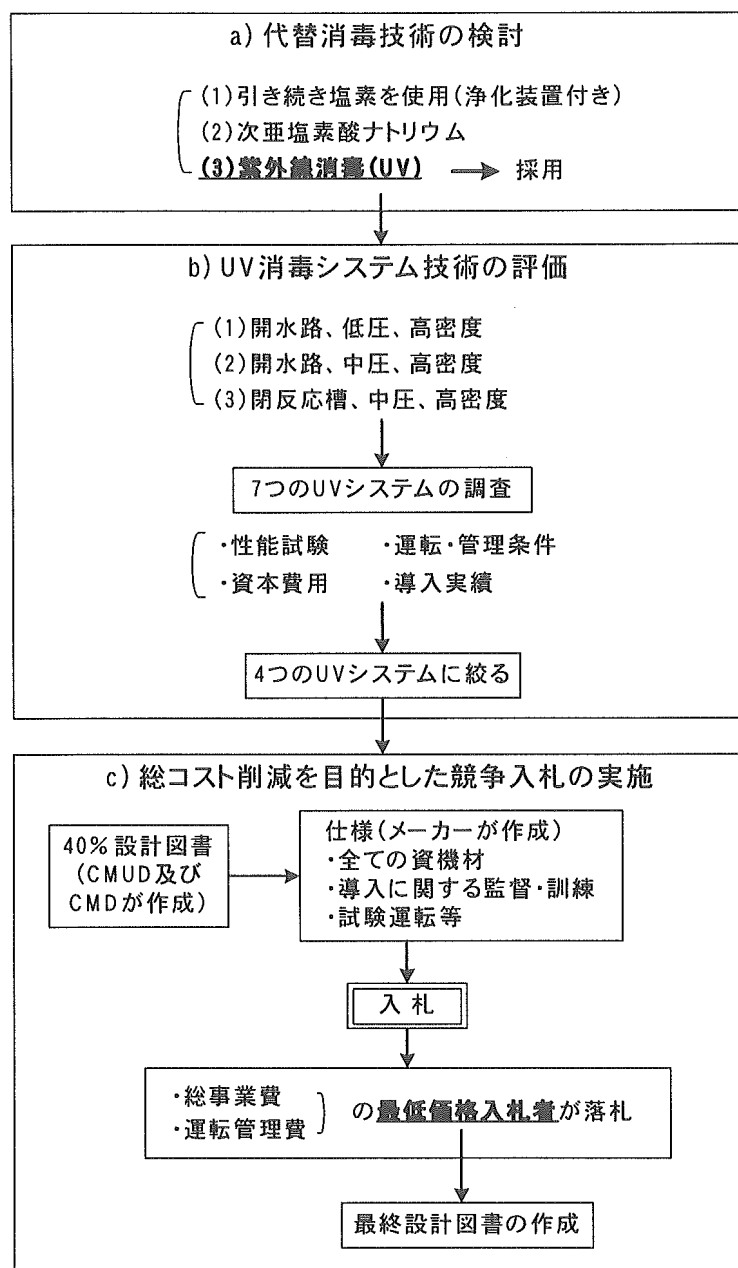 a) 代替消毒技術の検討
(1)引き続き塩素を使用(浄化装置付き)
(2)次亜塩素酸ナトリウム
(3)紫外線消毒(UV) 採用
b) UV消毒システム技術の評価
(1)開水路、低圧、高密度
(2)開水路、中圧、高密度
(3)閉反応槽、中圧、高密度
7つのUVシステムの調査
・性能試験 ・運転・管理条件
・資本費用 ・導入実績
4つのUVシステムに絞る
c) 総コスト削減を目的とした競争入札の実施
40%設計図書
(CMUD及び
CMDが作成)
仕様(メーカーが作成)
・全ての資機材
・導入に関する監督・訓練
・試験運転等
入札
・総事業費
・運転管理費
の最低価格入札者が落札
最終設計図書の作成